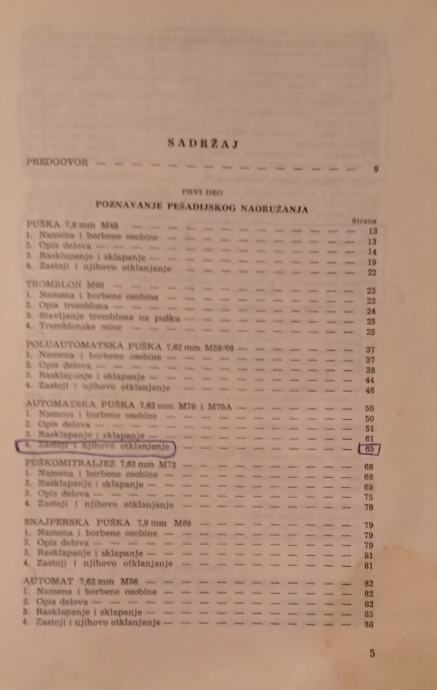 SADRŽAJ
PREDGOVOR — — — — — — — — — — — — — 9
PRVI DEO
POZNAVANJE PEŠADIJSKOG NAORUŽANJA
Strana
PUŠKA 7,9 mm M48 — — — — — — — — — — 13
1. Namena i borbene osobine — — — — — — — — 13
2. Opis delova — — — — — — — — — — — 14
3. Rasklapanje i sklapanje — — — — — — — — 19
4. Zastoji i njihovo otklanjanje — — — — — — — 22
TROMBLON M60 — — — — — — — — — — — 23
1. Namena i borbene osobine — — — — — — — — 23
2. Opis tromblona — — — — — — — — — — 24
3. Stavljanje tromblona na pušku — — — — — — — 25
4. Tromblonske mine — — — — — — — — — — 25
POLUAUTOMATSKA PUŠKA 7,62 mm M59/66 — — — — — 37
1. Namena i borbene osobine — — — — — — — — 37
2. Opis delova — — — — — — — — — — — 38
3. Rasklapanje i sklapanje — — — — — — — — 44
4. Zastoji i njihovo otklanjanje — — — — — — — 48
AUTOMATSKA PUŠKA 7,62 mm M70 I M70A — — — — — 50
1. Namena i borbene osobine — — — — — — — — 50
2. Opis delova — — — — — — — — — — — 51
3. Rasklapanje i sklapanje — — — — — — — — 61
4. Zastoji i njihovo otklanjanje — — — — — — — 65
PUŠKOMITRALJEZ 7,62 mm M72 — — — — — — — — 68
1. Namena i borbene osobine — — — — — — — — 68
2. Rasklapanje i sklapanje — — — — — — — — 69
3. Opis delova — — — — — — — — — — — 75
4. Zastoji i njihovo otklanjanje — — — — — — — 78
SNAJPERSKA PUŠKA 7,9 mm M69 — — — — — — — 79
1. Namena i borbene osobine — — — — — — — — 79
2. Opis delova — — — — — — — — — — — 79
3. Rasklapanje i sklapanje — — — — — — — — 81
4. Zastoji i njihovo otklanjanje — — — — — — — 81
AUTOMAT 7,62 mm M56 — — — — — — — — — — 82
1. Namena i borbene osobine — — — — — — — — 82
2. Opis delova — — — — — — — — — — — 82
3. Rasklapanje i sklapanje — — — — — — — — 85
4. Zastoji i njihovo otklanjanje — — — — — — — 86
5